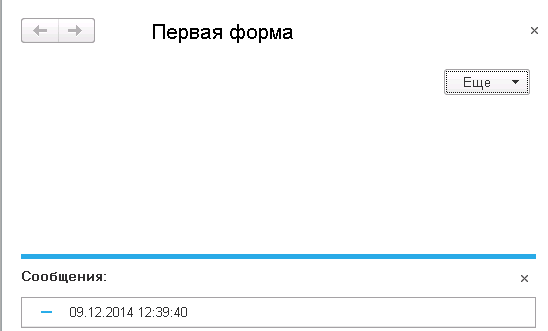 Первая форма
Еще
Сообщения:
09.12.2014 12:39:40